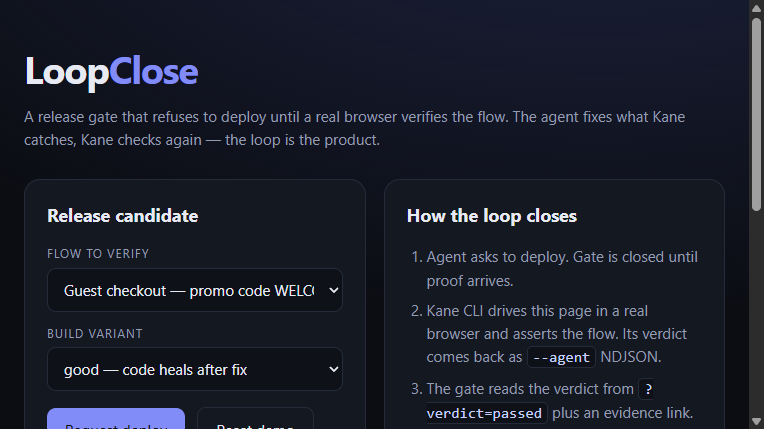 LoopClose
A release gate that refuses to deploy until a real browser verifies the flow. The agent fixes what Kane
catches, Kane checks again — the loop is the product.
Release candidate
FLOW TO VERIFY
Guest checkout — promo code WELC
BUILD VARIANT
good — code heals after fix
Request deploy
Reset demo
How the loop closes
1. Agent asks to deploy. Gate is closed until
proof arrives.
2. Kane CLI drives this page in a real
browser and asserts the flow. Its verdict
comes back as --agent NDJSON.
3. The gate reads the verdict from ?
verdict=passed plus an evidence link.